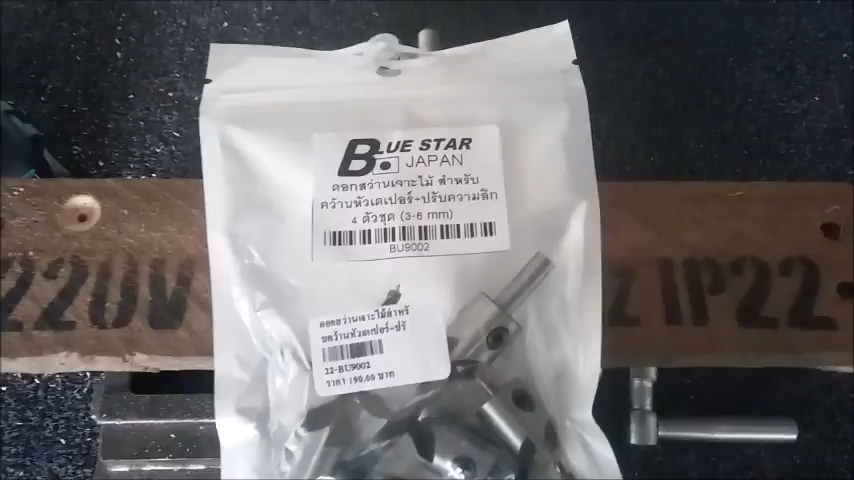 BLUE STAR
JAPAN
ดอกสว่านเจาะไม้ สำหรับ
คว้านหัวเตเปอร์+ปรับความลึก
4 ตัวชุด (3-6 mm)
BU9002
ดอกสว่านเจาะไม้สำหรั
บคว้านหัวเตเปอร์+ปรั
22-BU9002
ราคา 190.00 บาท
220V
IP22